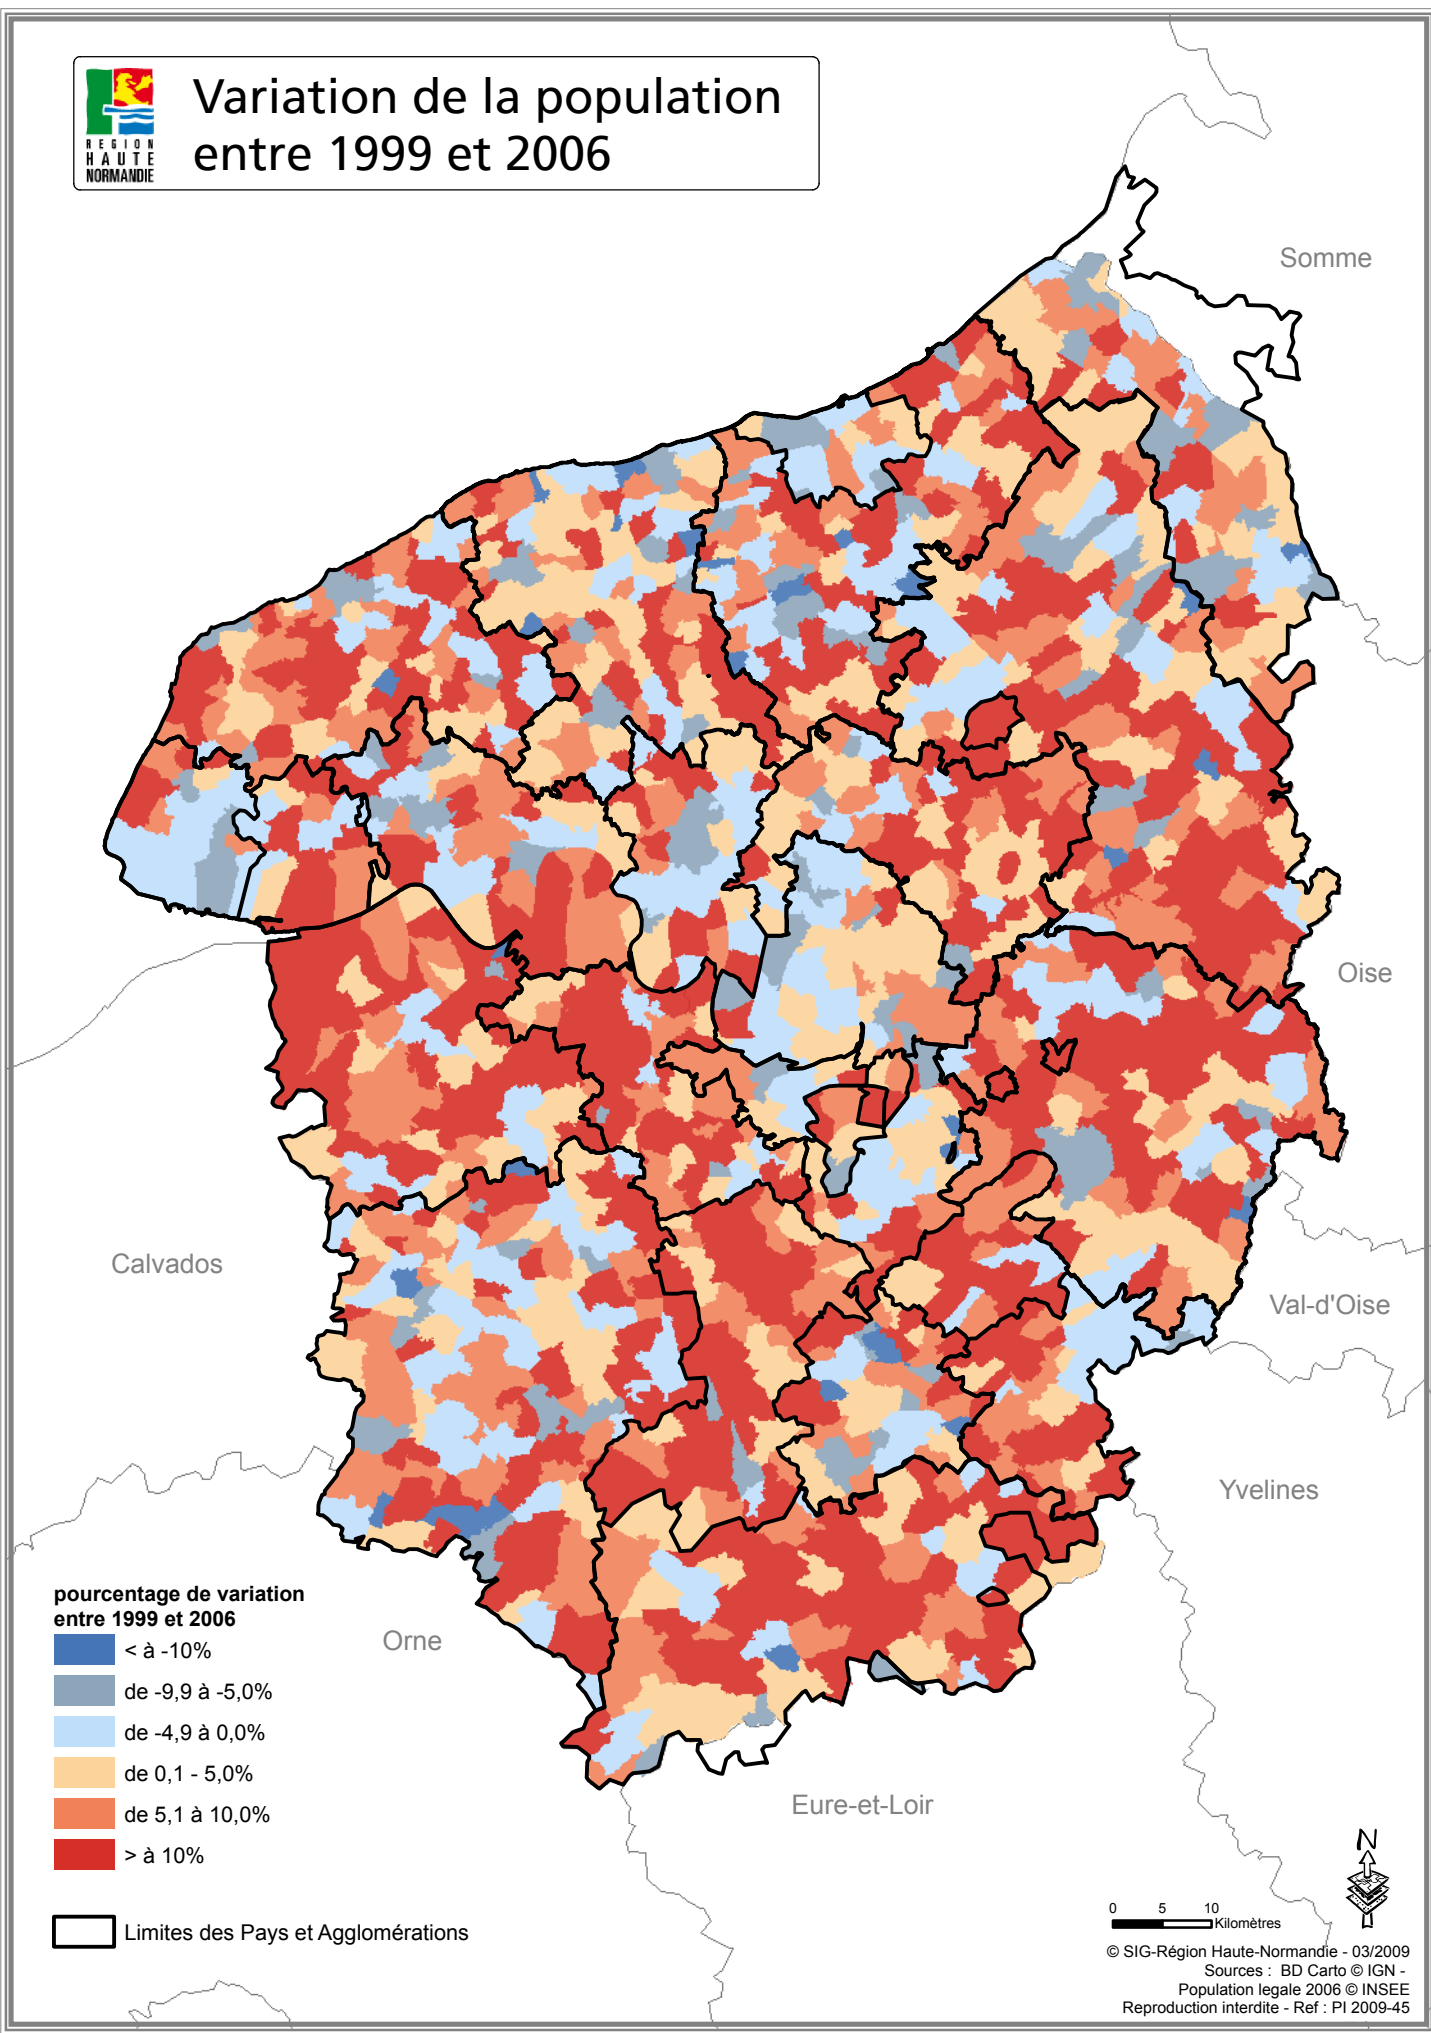 REGION
HAUTE
NORMANDIE
Variation de la population
entre 1999 et 2006
Somme
Oise
Calvados
Val-d'Oise
Yvelines
Orne
Eure-et-Loir
pourcentage de variation
entre 1999 et 2006
< à -10%
de -9,9 à -5,0%
de -4,9 à 0,0%
de 0,1 - 5,0%
de 5,1 à 10,0%
> à 10%
Limites des Pays et Agglomérations
N
0 5 10
Kilomètres
© SIG-Région Haute-Normandie - 03/2009
Sources : BD Carto © IGN -
Population legale 2006 © INSEE
Reproduction interdite - Ref : PI 2009-45